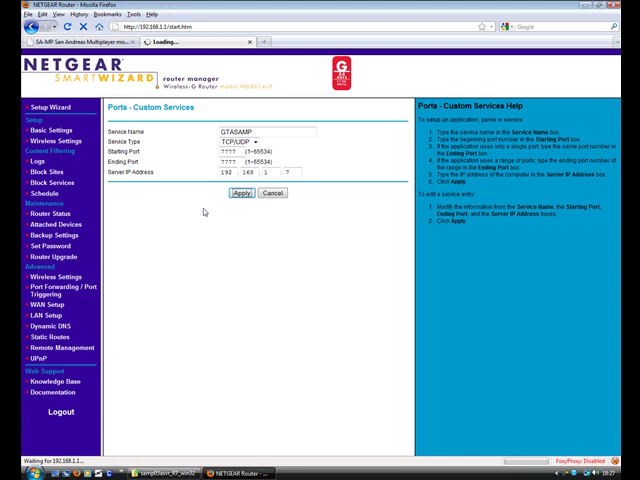 NETGEAR Router - Mozilla Firefox
File Edit View History Bookmarks Tools Help
http://192.168.1.1/start.htm
Google
SA-MP San Andreas Multiplayer mo...
Loading...
NETGEAR
SMARTWIZARD
router manager
Wireless-G Router model WGR614v9
Setup Wizard
Setup
Basic Settings
Wireless Settings
Content Filtering
Logs
Block Sites
Block Services
Schedule
Maintenance
Router Status
Attached Devices
Backup Settings
Set Password
Router Upgrade
Advanced
Wireless Settings
Port Forwarding / Port
Triggering
WAN Setup
LAN Setup
Dynamic DNS
Static Routes
Remote Management
UPnP
Web Support
Knowledge Base
Documentation
Logout
Ports - Custom Services
Service Name GTASAMP
Service Type TCP/UDP
Starting Port ???? (1~65534)
Ending Port ???? (1~65534)
Server IP Address 192 . 168 . 1 . ?
Apply Cancel
Ports - Custom Services Help
To setup an application, game or service:
1. Type the service name in the Service Name box.
2. Type the beginning port number in the Starting Port box.
3. If the application uses only a single port; type the same port number in
the Ending Port box.
4. If the application uses a range of ports; type the ending port number of
the range in the Ending Port box.
5. Type the IP address of the computer in the Server IP Address box.
6. Click Apply.
To edit a service entry:
1. Modify the information from the Service Name, the Starting Port,
Ending Port, and the Server IP Address boxes.
2. Click Apply.
Waiting for 192.168.1.1...
FoxyProxy: Disabled
samp03asvr_R7_win32
NETGEAR Router - ...
18:27